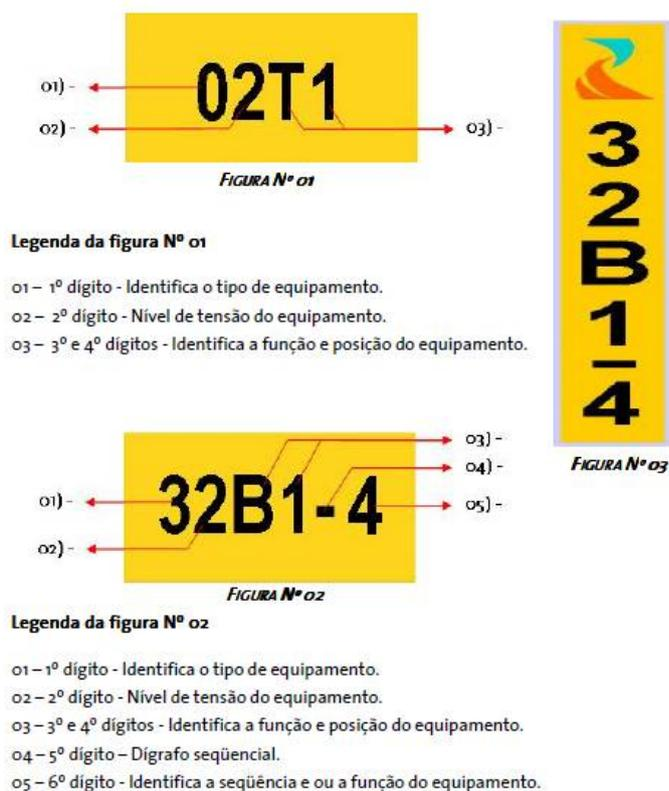 01) -
02) -
02T1
03) -
FIGURA Nº 01
Legenda da figura Nº 01
01 – 1º dígito - Identifica o tipo de equipamento.
02 – 2º dígito - Nível de tensão do equipamento.
03 – 3º e 4º dígitos - Identifica a função e posição do equipamento.
3
2
B
1
-
4
FIGURA Nº 03
01) -
02) -
32B1-4
03) -
04) -
05) -
FIGURA Nº 02
Legenda da figura Nº 02
01 – 1º dígito - Identifica o tipo de equipamento.
02 – 2º dígito - Nível de tensão do equipamento.
03 – 3º e 4º dígitos - Identifica a função e posição do equipamento.
04 – 5º dígito – Dígrafo seqüencial.
05 – 6º dígito - Identifica a seqüência e ou a função do equipamento.